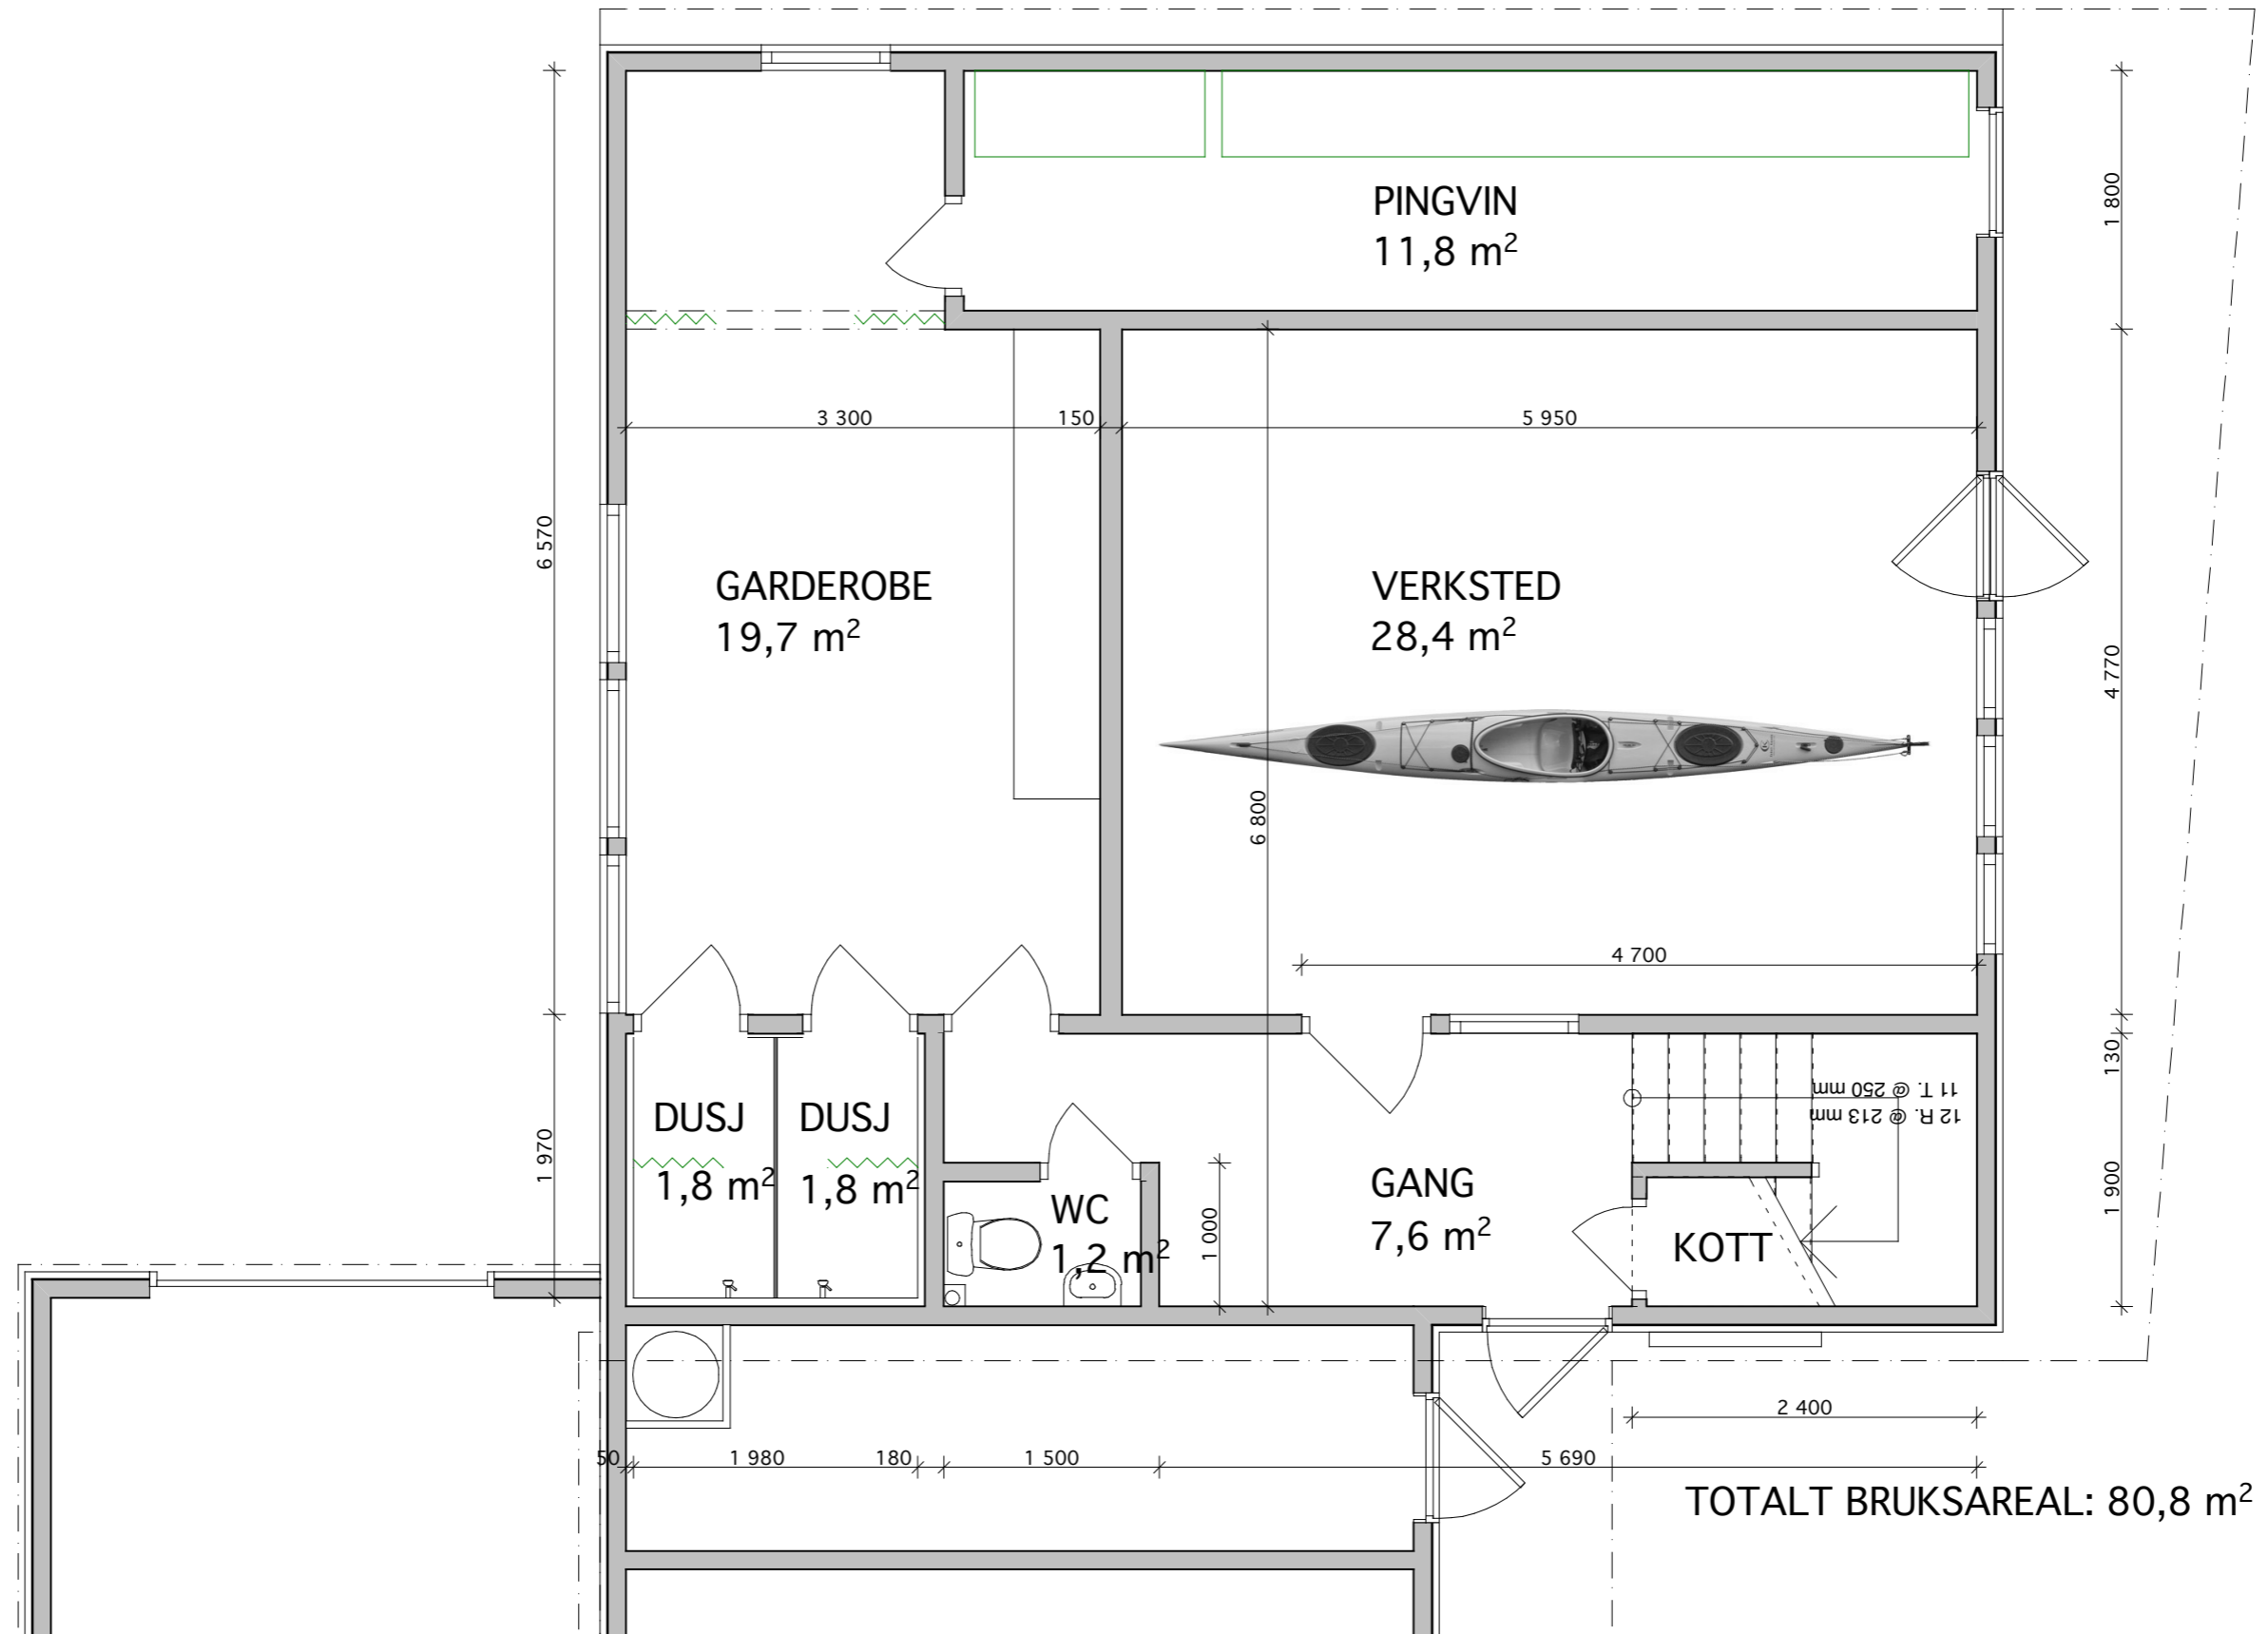 PINGVIN
11,8 m²
1 800
3 300
150
5 950
6 570
GARDEROBE
19,7 m²
VERKSTED
28,4 m²
4 770
6 800
4 700
130
11 T. @ 250 mm
12 R. @ 213 mm
DUSJ
1,8 m²
DUSJ
1,8 m²
1 970
WC
1,2 m²
1 000
GANG
7,6 m²
KOTT
1 900
2 400
50
1 980
180
1 500
5 690
TOTALT BRUKSAREAL: 80,8 m²